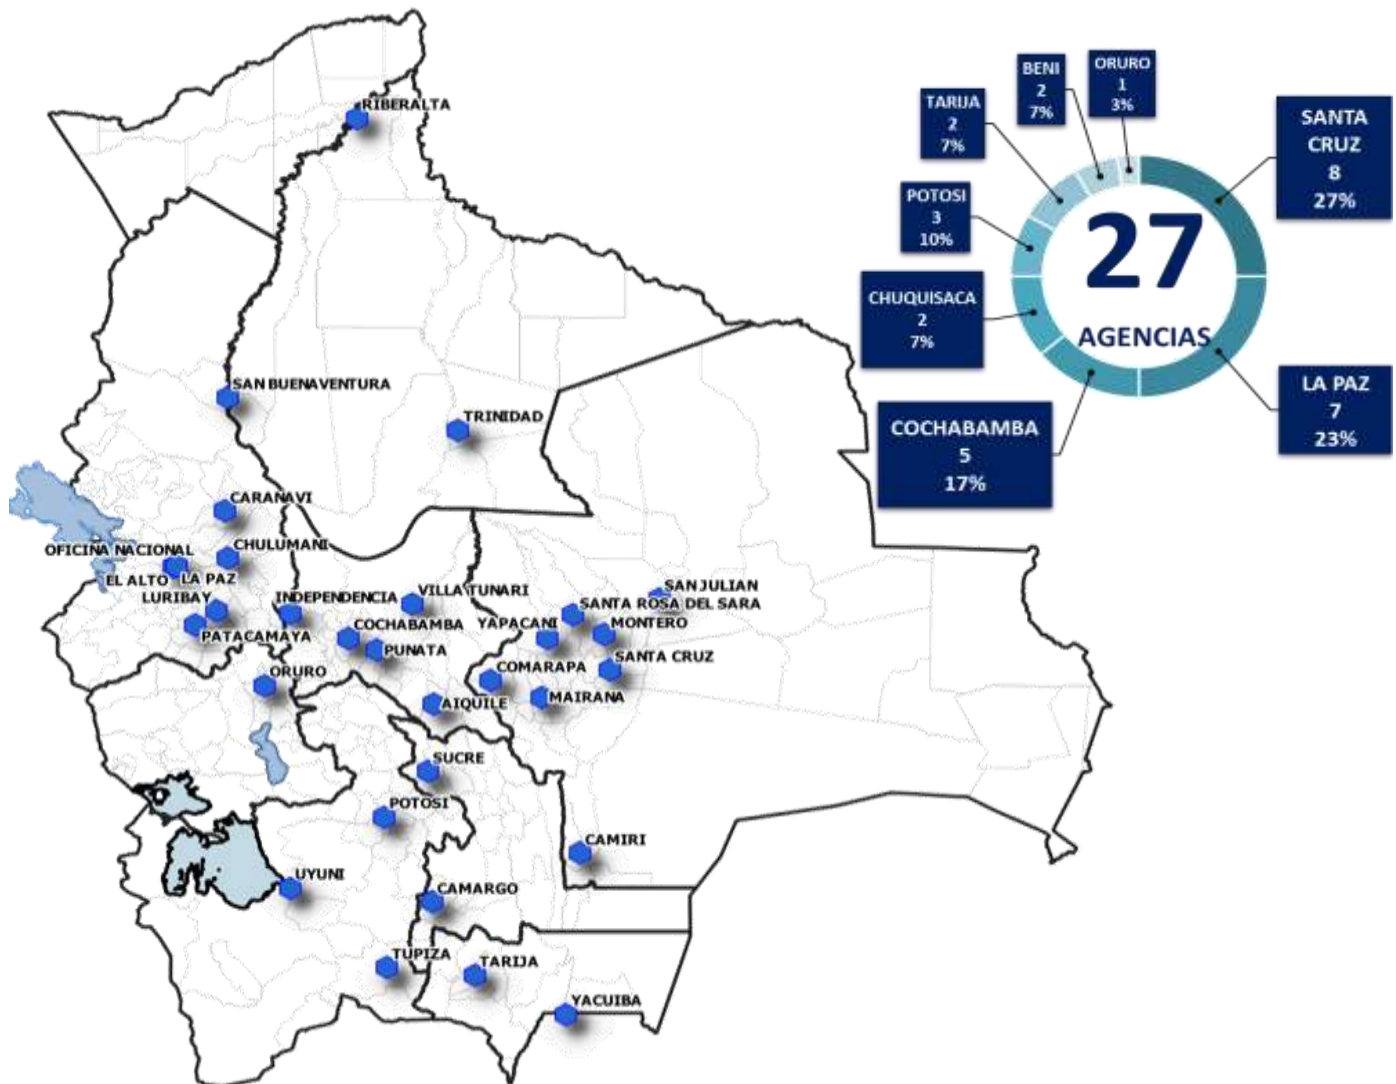 RIBERALTA
SAN BUENAVENTURA
TRINIDAD
CARANAVI
OFICINA NACIONAL
CHULUMANI
EL ALTO
LA PAZ
LURIBAY
PATACAMAYA
INDEPENDENCIA
VILLA TUNARI
COCHABAMBA
PUNATA
SAN JULIAN
SANTA ROSA DEL SARA
YAPACANI
MONTERO
SANTA CRUZ
COMARAPA
MAIRANA
ORURO
AIQUILE
SUCRE
POTOSI
CAMIRI
UYUNI
CAMARGO
TUPIZA
TARIJA
YACUIBA
ORURO
1
3%
BENI
2
7%
TARIJA
2
7%
POTOSI
3
10%
CHUQUISACA
2
7%
COCHABAMBA
5
17%
SANTA
CRUZ
8
27%
LA PAZ
7
23%
27
AGENCIAS